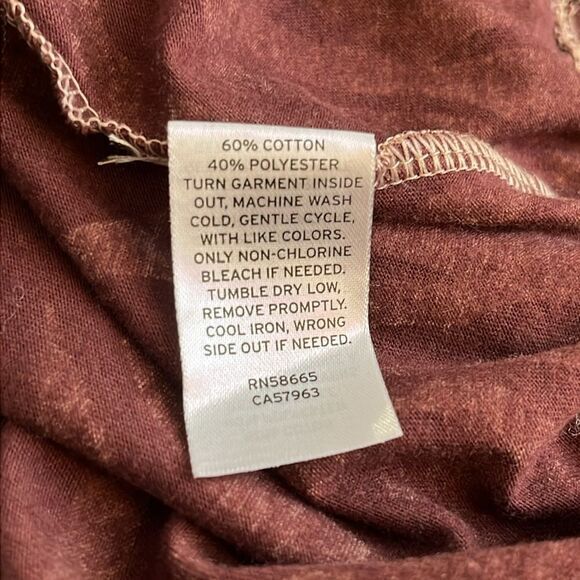 60% COTTON
40% POLYESTER
TURN GARMENT INSIDE
OUT, MACHINE WASH
COLD, GENTLE CYCLE,
WITH LIKE COLORS.
ONLY NON-CHLORINE
BLEACH IF NEEDED.
TUMBLE DRY LOW,
REMOVE PROMPTLY.
COOL IRON, WRONG
SIDE OUT IF NEEDED.
RN58665
CA57963